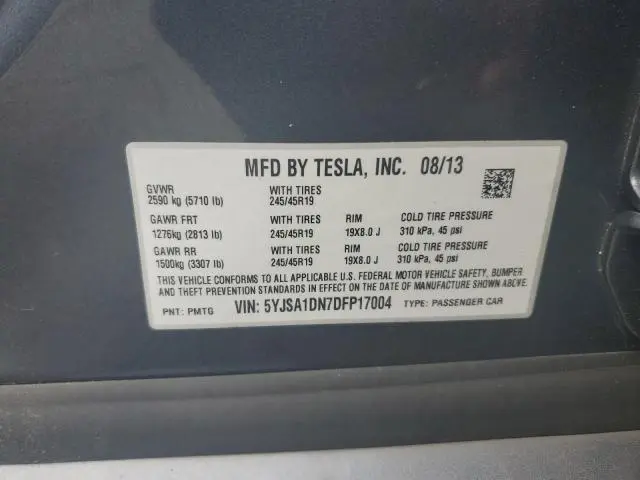 MFD BY TESLA, INC. 08/13
GVWR WITH TIRES
2590 kg (5710 lb) 245/45R19
GAWR FRT WITH TIRES RIM COLD TIRE PRESSURE
1276kg (2813 lb) 245/45R19 19X8.0 J 310 kPa, 45 psi
GAWR RR WITH TIRES RIM COLD TIRE PRESSURE
1500kg (3307 lb) 245/45R19 19X8.0 J 310 kPa, 45 psi
THIS VEHICLE CONFORMS TO ALL APPLICABLE U.S. FEDERAL MOTOR VEHICLE SAFETY, BUMPER
AND THEFT PREVENTION STANDARDS IN EFFECT ON THE DATE OF MANUFACTURE SHOWN ABOVE.
PNT: PMTG VIN: 5YJSA1DN7DFP17004 TYPE: PASSENGER CAR